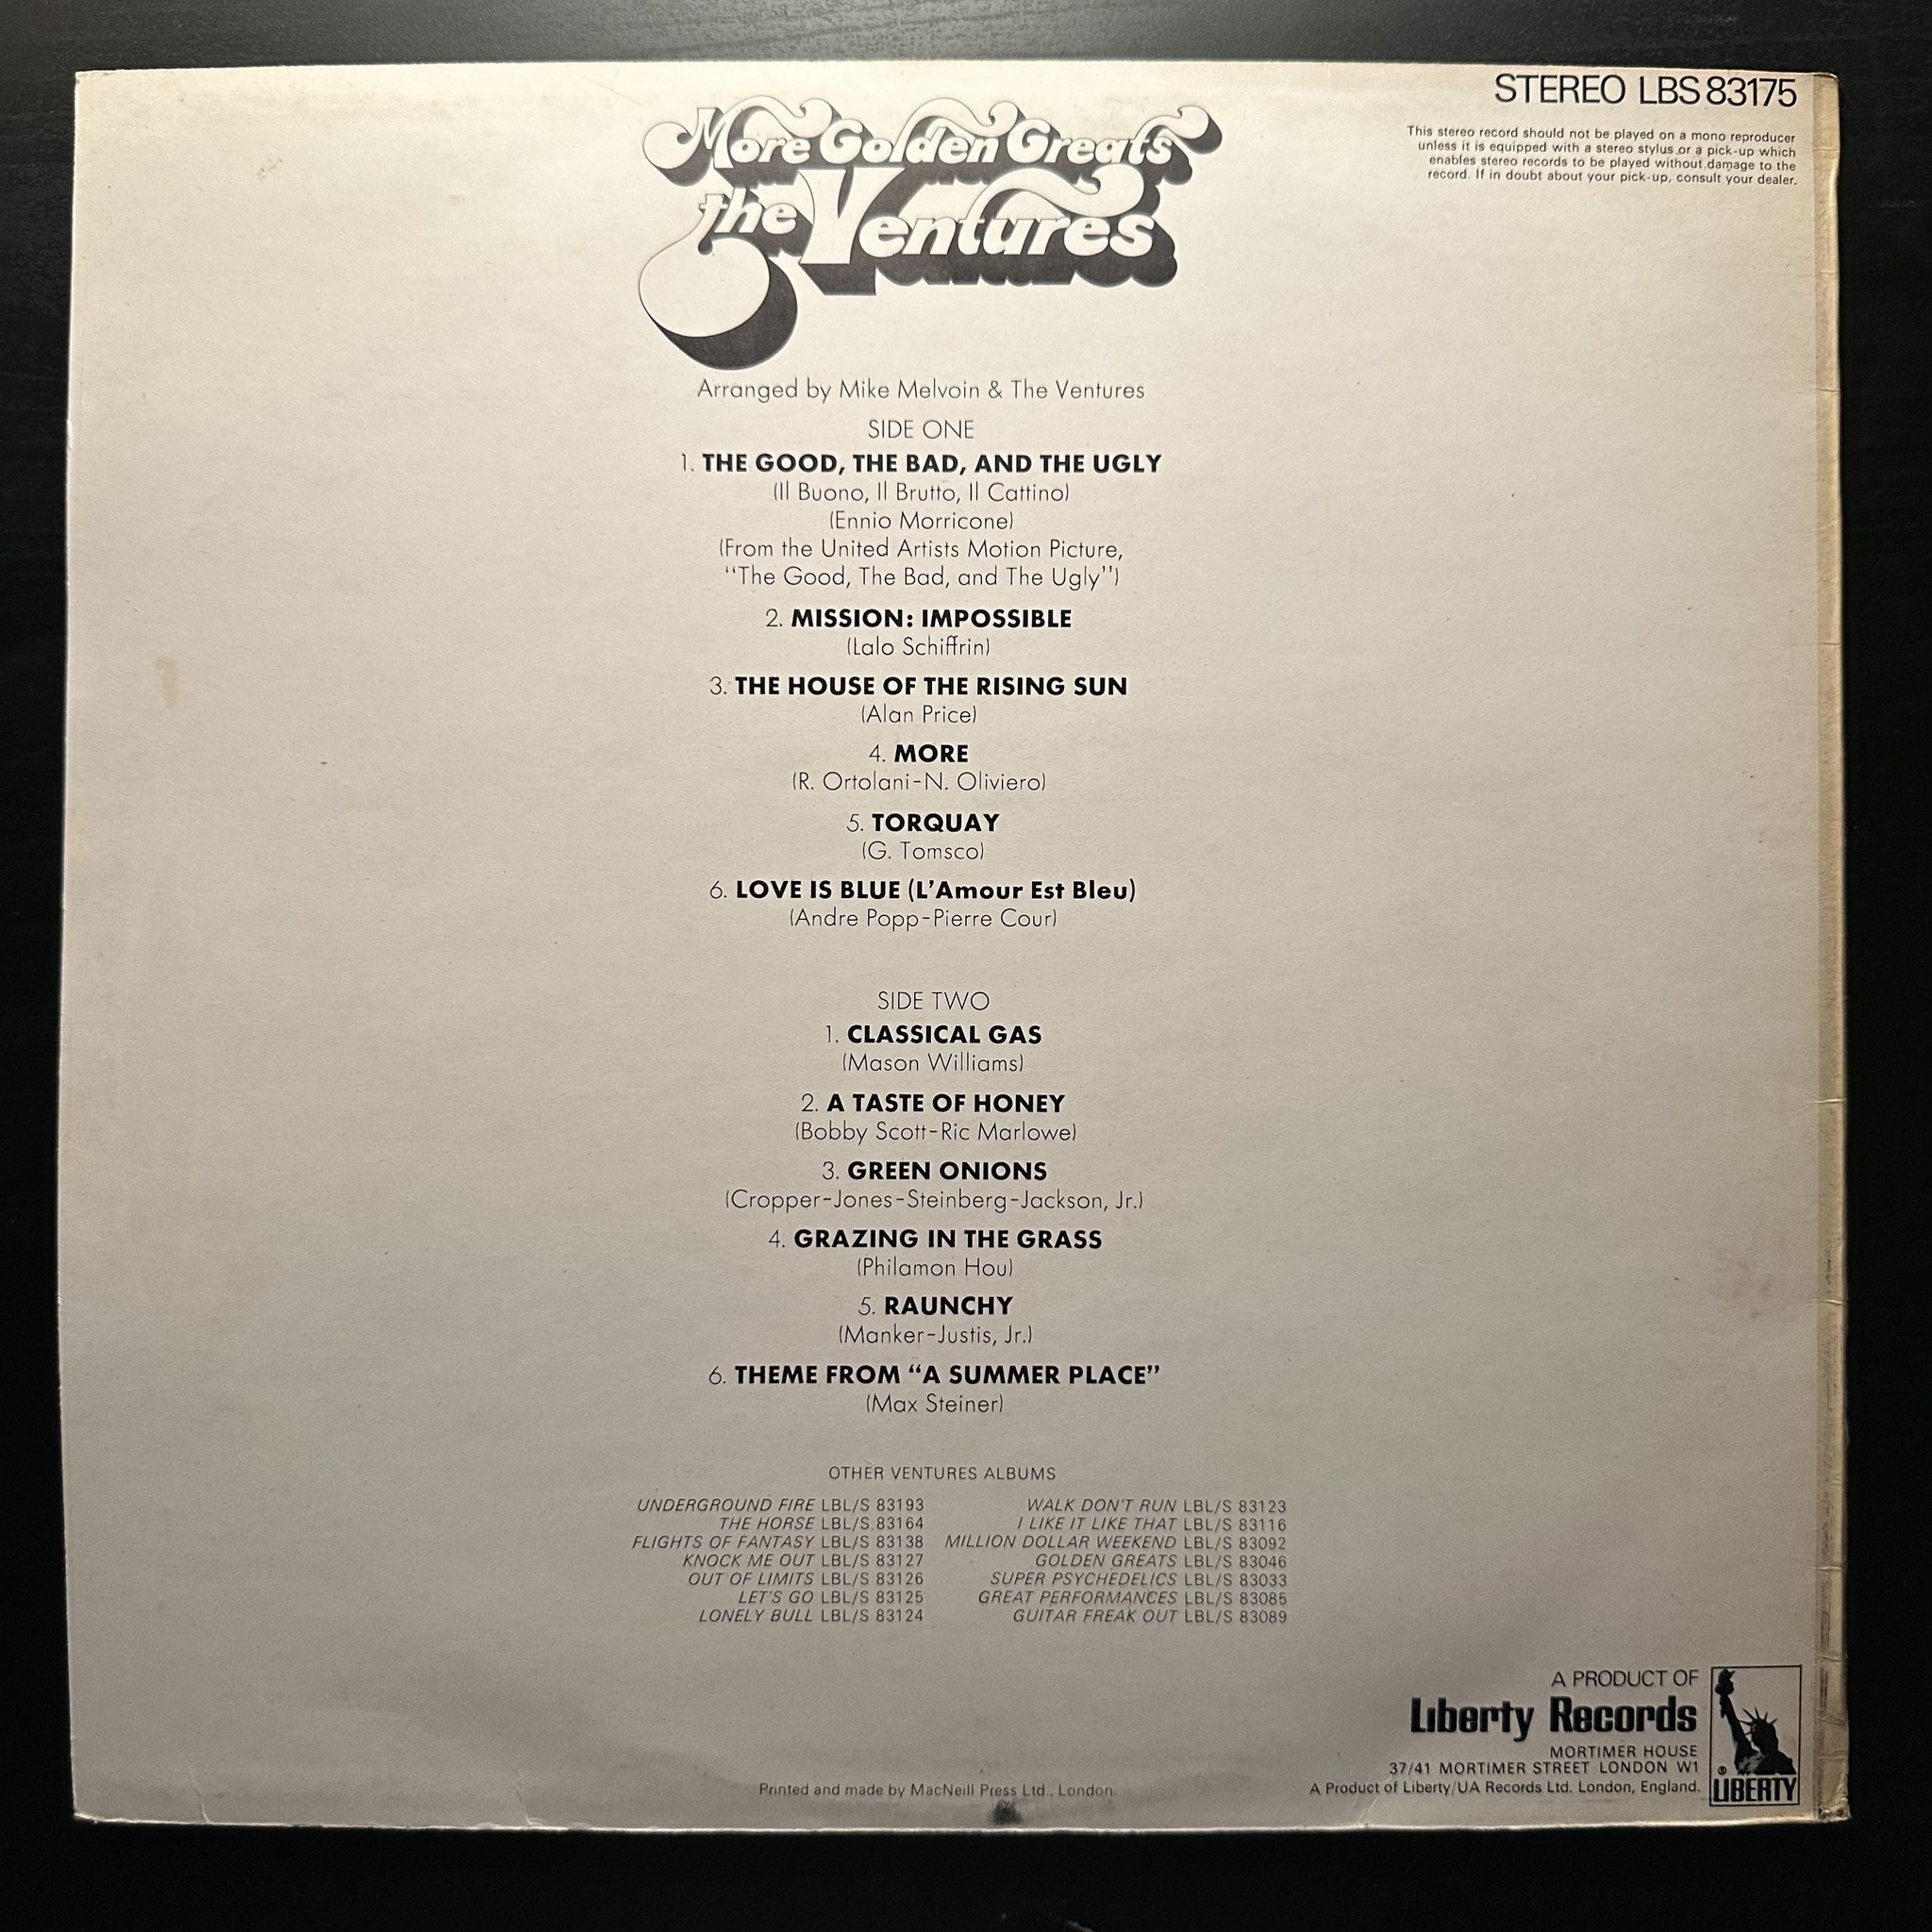 STEREO LBS 83175
This stereo record should not be played on a mono reproducer
unless it is equipped with a stereo stylus or a pick-up which
enables stereo records to be played without damage to the
record. If in doubt about your pick-up, consult your dealer.
More Golden Greats
the Ventures
Arranged by Mike Melvoin & The Ventures
SIDE ONE
1. THE GOOD, THE BAD, AND THE UGLY
(Il Buono, Il Brutto, Il Cattino)
(Ennio Morricone)
(From the United Artists Motion Picture,
"The Good, The Bad, and The Ugly")
2. MISSION: IMPOSSIBLE
(Lalo Schiffrin)
3. THE HOUSE OF THE RISING SUN
(Alan Price)
4. MORE
(R. Ortolani-N. Oliviero)
5. TORQUAY
(G. Tomsco)
6. LOVE IS BLUE (L'Amour Est Bleu)
(Andre Popp-Pierre Cour)
SIDE TWO
1. CLASSICAL GAS
(Mason Williams)
2. A TASTE OF HONEY
(Bobby Scott-Ric Marlowe)
3. GREEN ONIONS
(Cropper-Jones-Steinberg-Jackson, Jr.)
4. GRAZING IN THE GRASS
(Philamon Hou)
5. RAUNCHY
(Manker-Justis, Jr.)
6. THEME FROM "A SUMMER PLACE"
(Max Steiner)
OTHER VENTURES ALBUMS
UNDERGROUND FIRE LBL/S 83193
THE HORSE LBL/S 83164
FLIGHTS OF FANTASY LBL/S 83138
KNOCK ME OUT LBL/S 83127
OUT OF LIMITS LBL/S 83126
LET'S GO LBL/S 83125
LONELY BULL LBL/S 83124
WALK DON'T RUN LBL/S 83123
I LIKE IT LIKE THAT LBL/S 83116
MILLION DOLLAR WEEKEND LBL/S 83092
GOLDEN GREATS LBL/S 83046
SUPER PSYCHEDELICS LBL/S 83033
GREAT PERFORMANCES LBL/S 83085
GUITAR FREAK OUT LBL/S 83089
A PRODUCT OF
Liberty Records
MORTIMER HOUSE
37/41 MORTIMER STREET LONDON W1
A Product of Liberty/UA Records Ltd. London, England.
® LIBERTY
Printed and made by MacNeill Press Ltd., London.